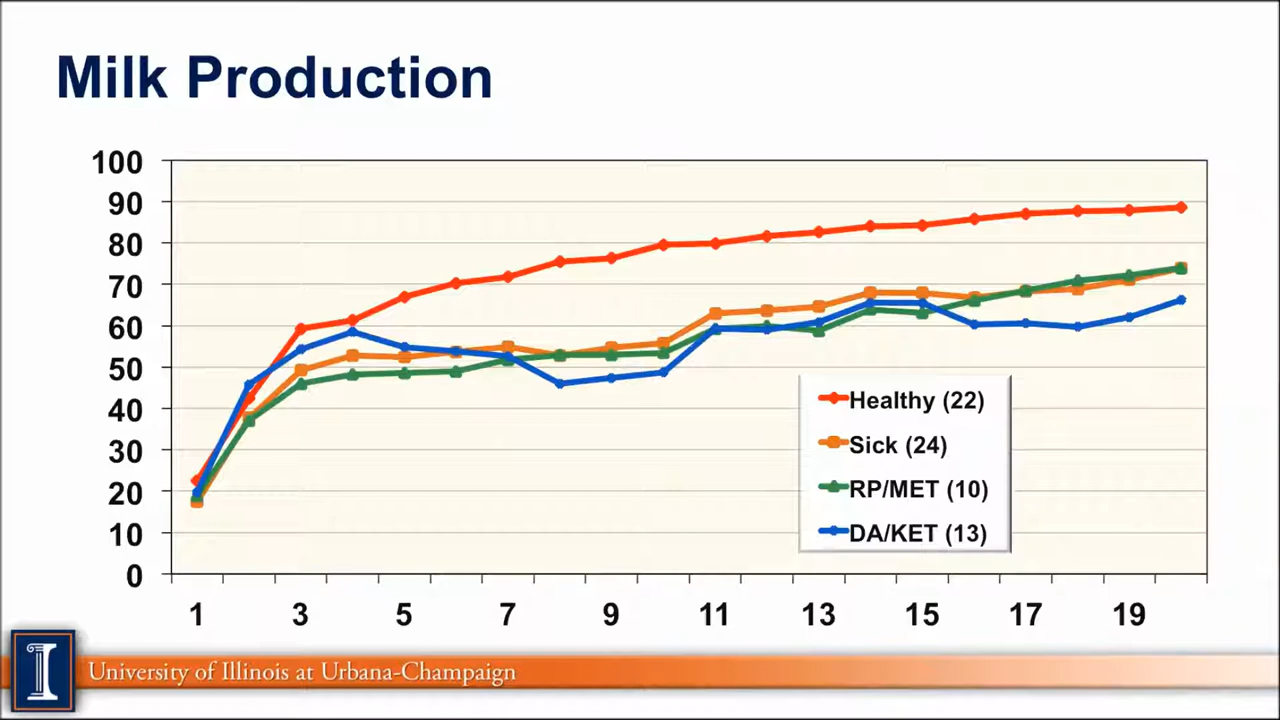 Milk Production
100
90
80
70
60
50
40
30
20
10
0
1 3 5 7 9 11 13 15 17 19
Healthy (22)
Sick (24)
RP/MET (10)
DA/KET (13)
I
University of Illinois at Urbana-Champaign